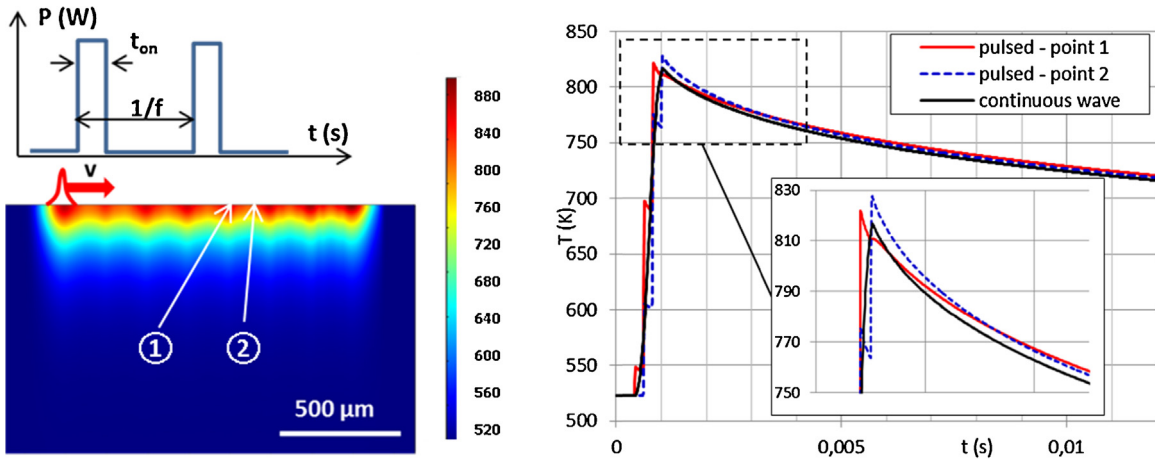 P (W)
t_on
1/f
t (s)
v
880
840
800
760
720
680
640
600
560
520
1
2
500 µm
850
800
750
700
650
600
550
500
T (K)
0
0,005
t (s)
0,01
pulsed - point 1
pulsed - point 2
continuous wave
830
810
790
770
750